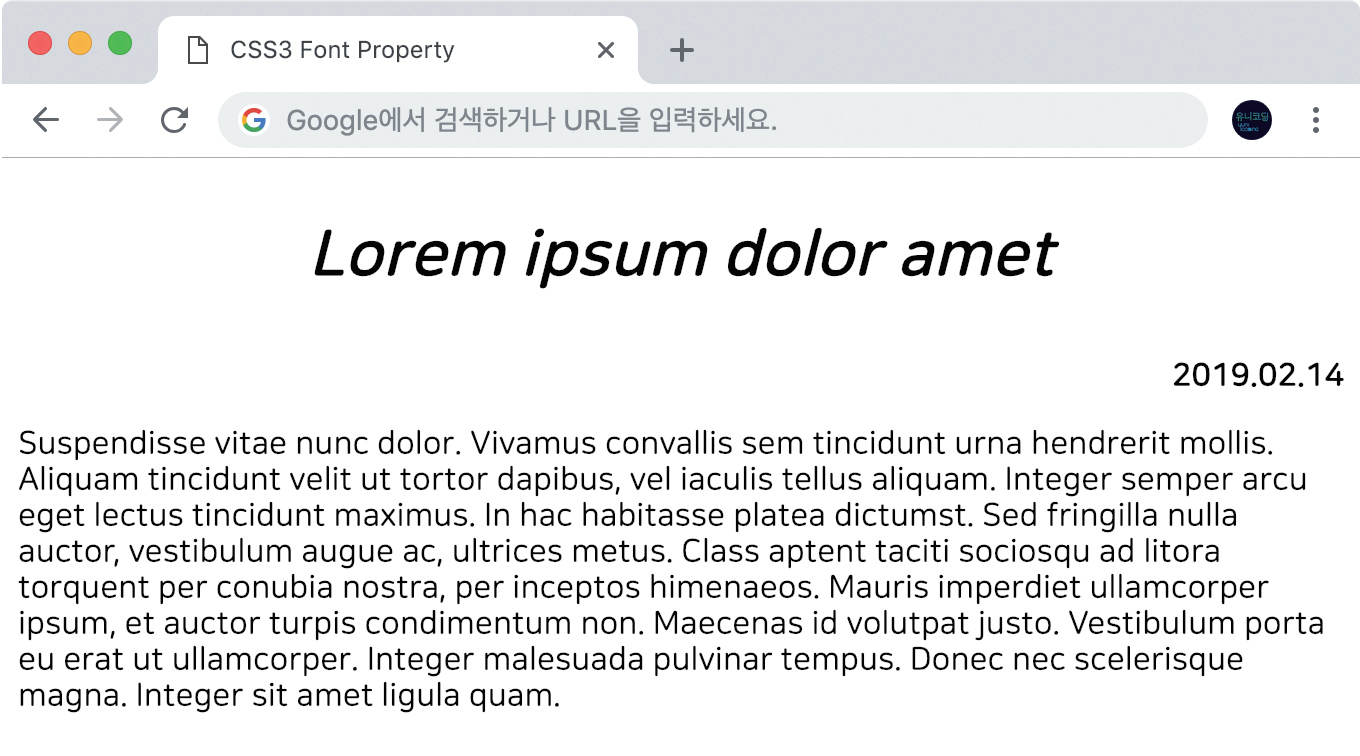 CSS3 Font Property
Google에서 검색하거나 URL을 입력하세요.
유니코딩
Lorem ipsum dolor amet
2019.02.14
Suspendisse vitae nunc dolor. Vivamus convallis sem tincidunt urna hendrerit mollis.
Aliquam tincidunt velit ut tortor dapibus, vel iaculis tellus aliquam. Integer semper arcu
eget lectus tincidunt maximus. In hac habitasse platea dictumst. Sed fringilla nulla
auctor, vestibulum augue ac, ultrices metus. Class aptent taciti sociosqu ad litora
torquent per conubia nostra, per inceptos himenaeos. Mauris imperdiet ullamcorper
ipsum, et auctor turpis condimentum non. Maecenas id volutpat justo. Vestibulum porta
eu erat ut ullamcorper. Integer malesuada pulvinar tempus. Donec nec scelerisque
magna. Integer sit amet ligula quam.